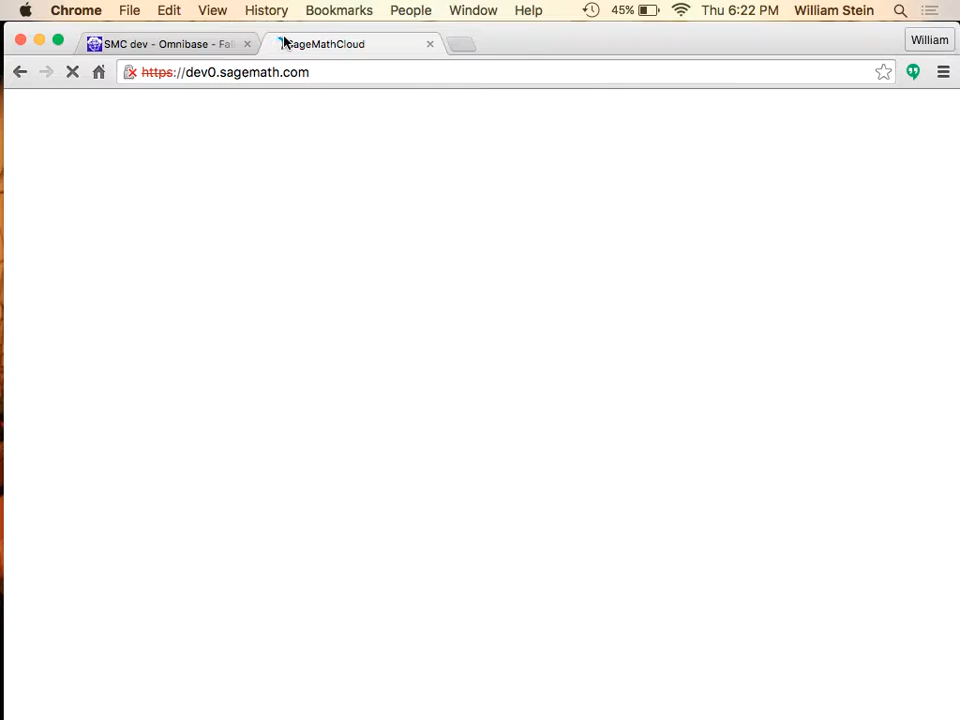 Chrome File Edit View History Bookmarks People Window Help 45% Thu 6:22 PM William Stein
SMC dev - Omnibase - Fa SageMathCloud William
https://dev0.sagemath.com